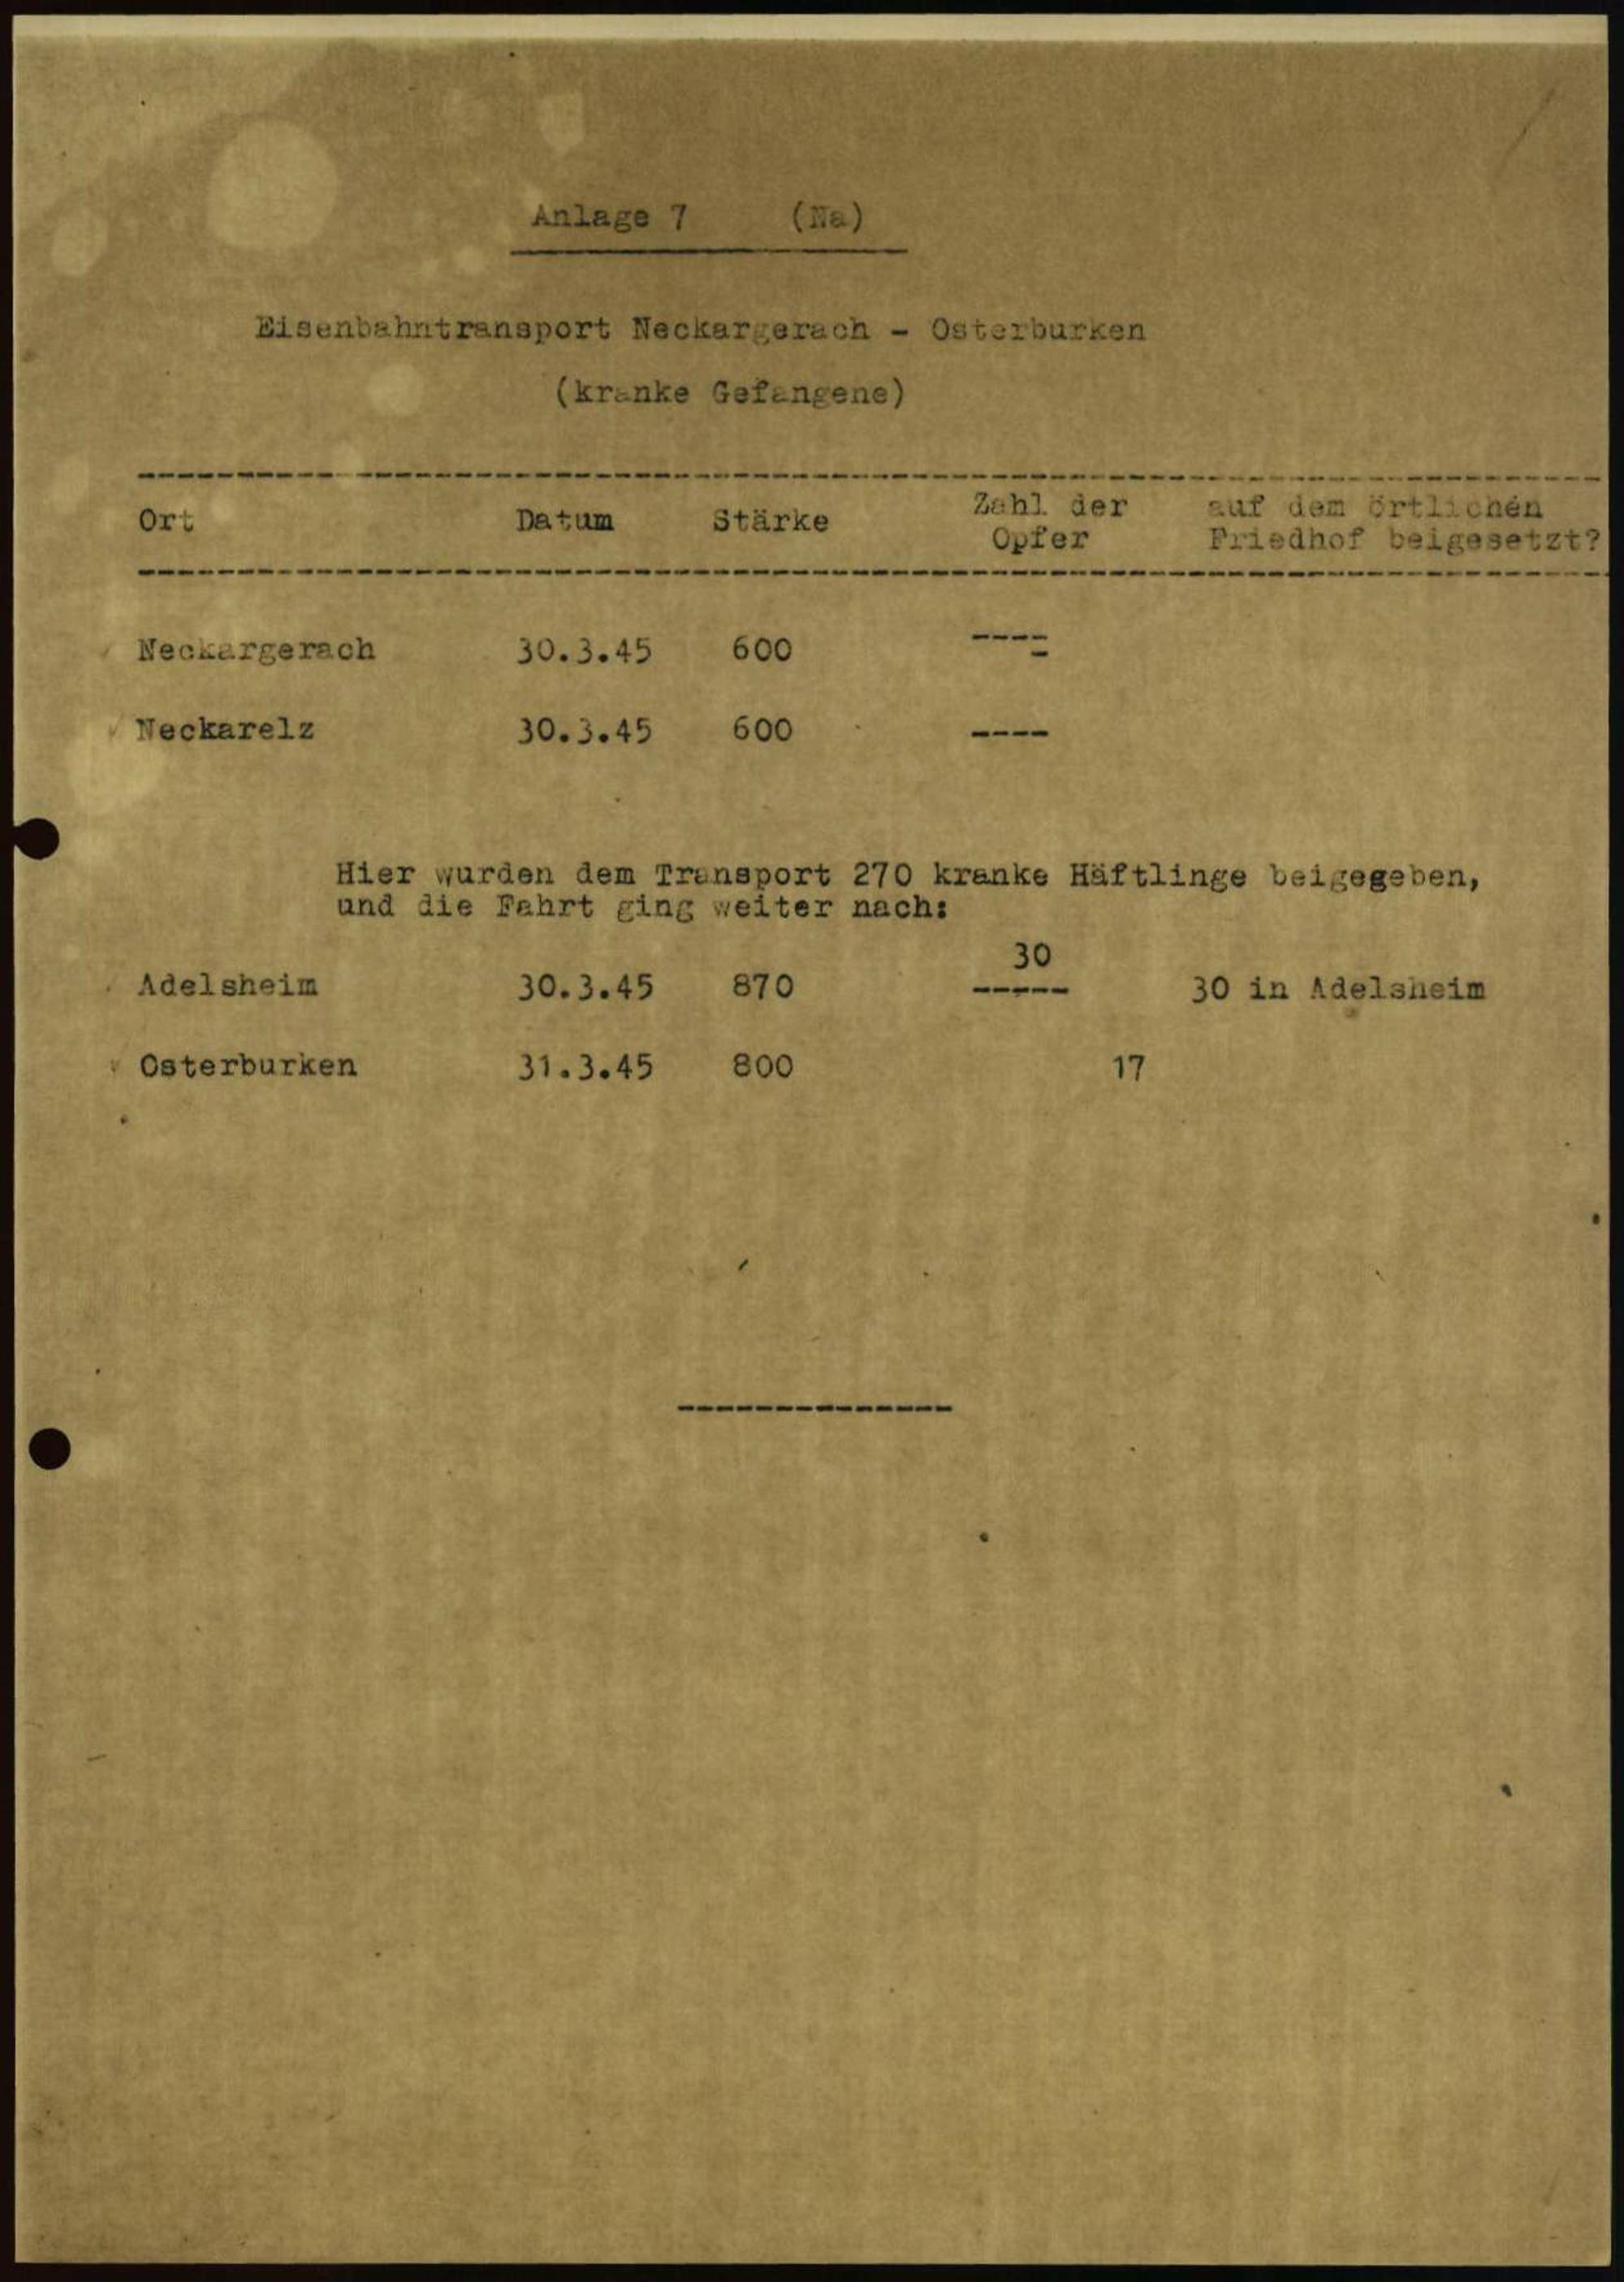 Anlage 7 (Na)
Eisenbahntransport Neckargerach - Osterburken
(kranke Gefangene)
Ort Datum Stärke Zahl der Opfer auf dem örtlichen Friedhof beigesetzt?
Neckargerach 30.3.45 600 ----
Neckarelz 30.3.45 600 ----
Hier wurden dem Transport 270 kranke Häftlinge beigegeben,
und die Fahrt ging weiter nach:
30
Adelsheim 30.3.45 870 ----- 30 in Adelsheim
Osterburken 31.3.45 800 17